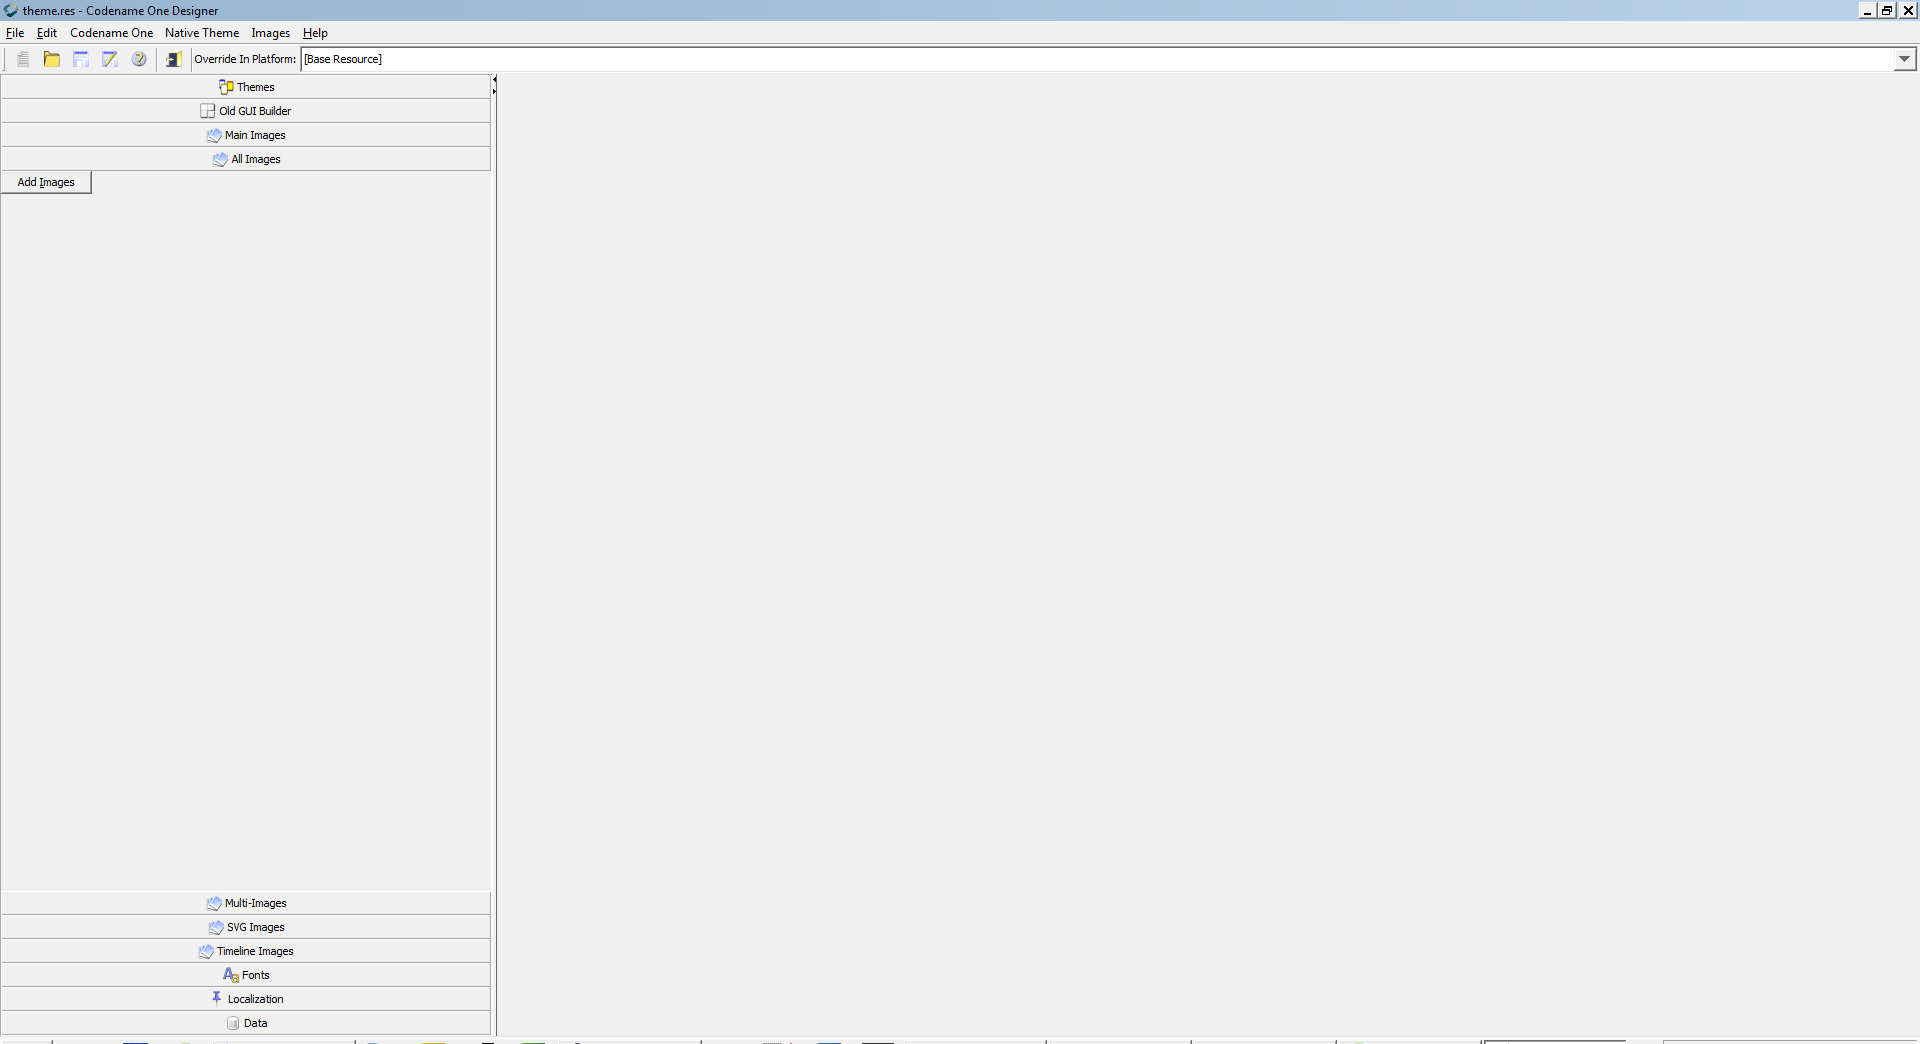 theme.res - Codename One Designer
File Edit Codename One Native Theme Images Help
Override In Platform: [Base Resource]
Themes
Old GUI Builder
Main Images
All Images
Add Images
Multi-Images
SVG Images
Timeline Images
Fonts
Localization
Data